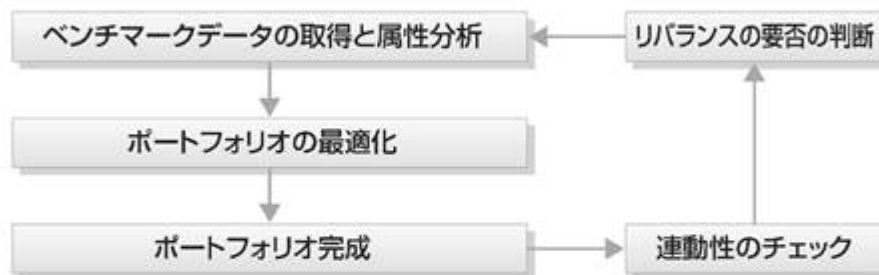 ベンチマークデータの取得と属性分析
リバランスの要否の判断
ポートフォリオの最適化
ポートフォリオ完成
連動性のチェック